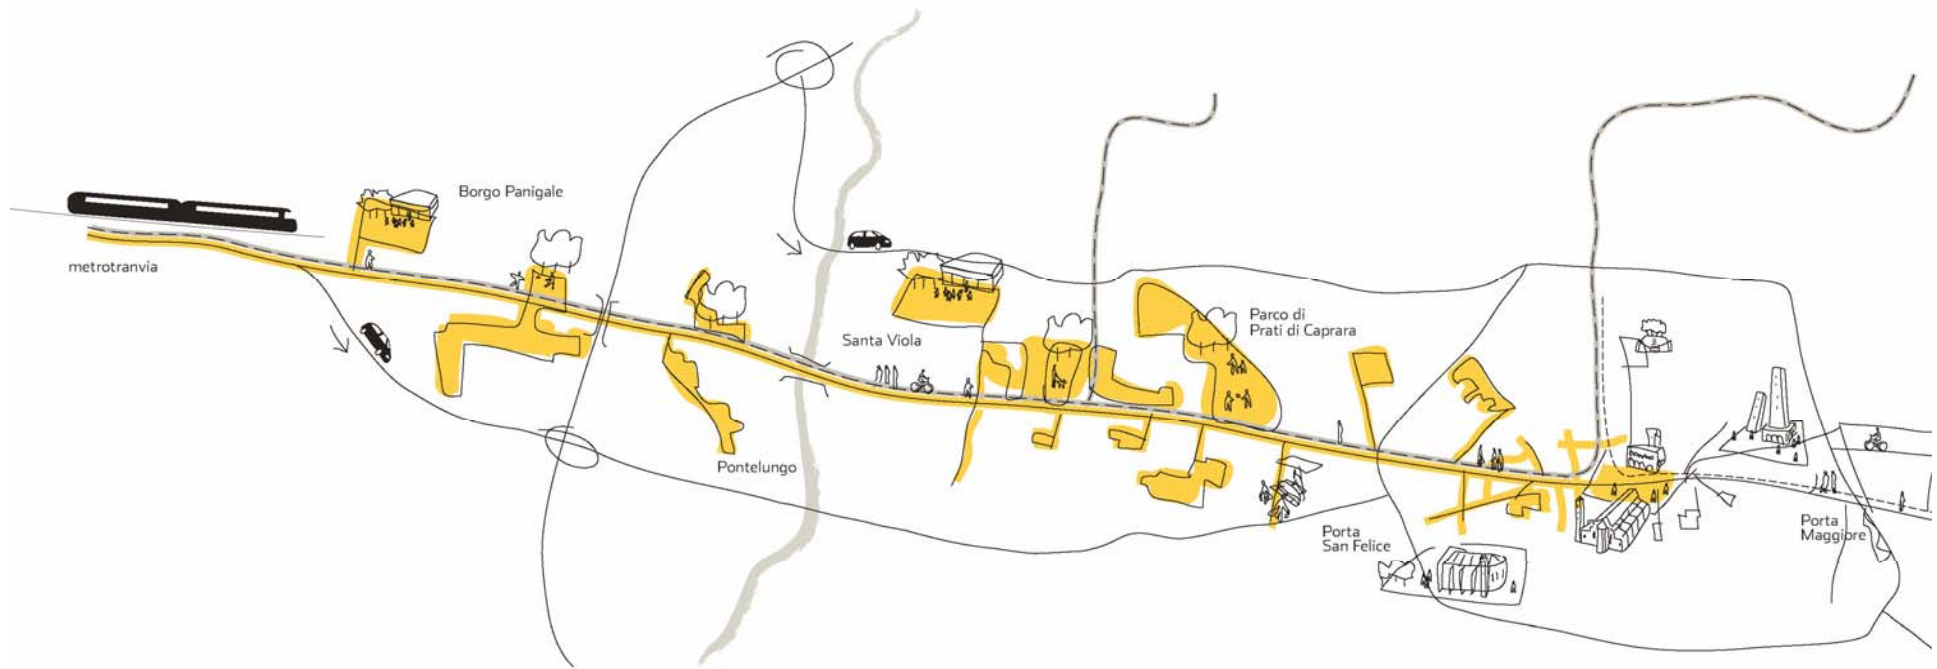 Borgo Panigale
metrotranvia
Santa Viola
Parco di
Prati di Caprara
Pontelungo
Porta
San Felice
Porta
Maggiore